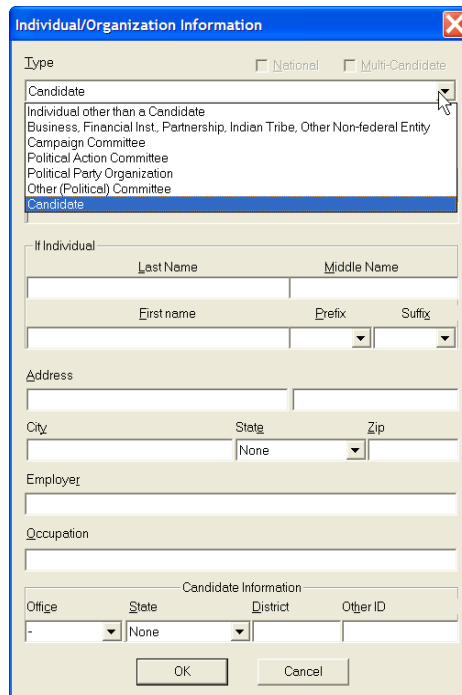 Individual/Organization Information
Type National Multi-Candidate
Candidate
Individual other than a Candidate
Business, Financial Inst., Partnership, Indian Tribe, Other Non-federal Entity
Campaign Committee
Political Action Committee
Political Party Organization
Other (Political) Committee
Candidate
If Individual
Last Name Middle Name
First name Prefix Suffix
Address
City State Zip
None
Employer
Occupation
Candidate Information
Office State District Other ID
- None
OK Cancel